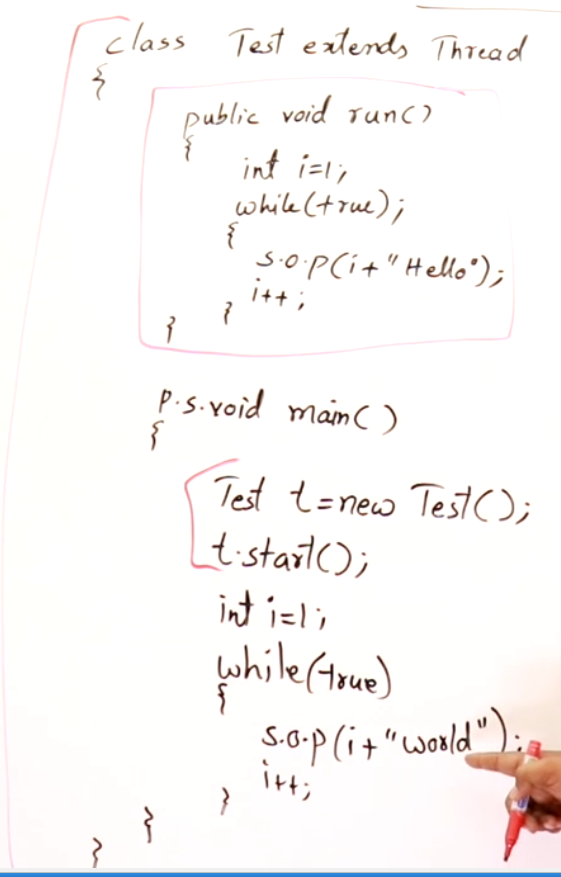 class Test extends Thread
{
public void run()
{
int i=1;
while(true);
{
s.o.p(i+"Hello");
i++;
}
}
p.s.void main()
{
Test t=new Test();
t.start();
int i=1;
while(true)
{
s.o.p(i+"world");
i++;
}
}
}